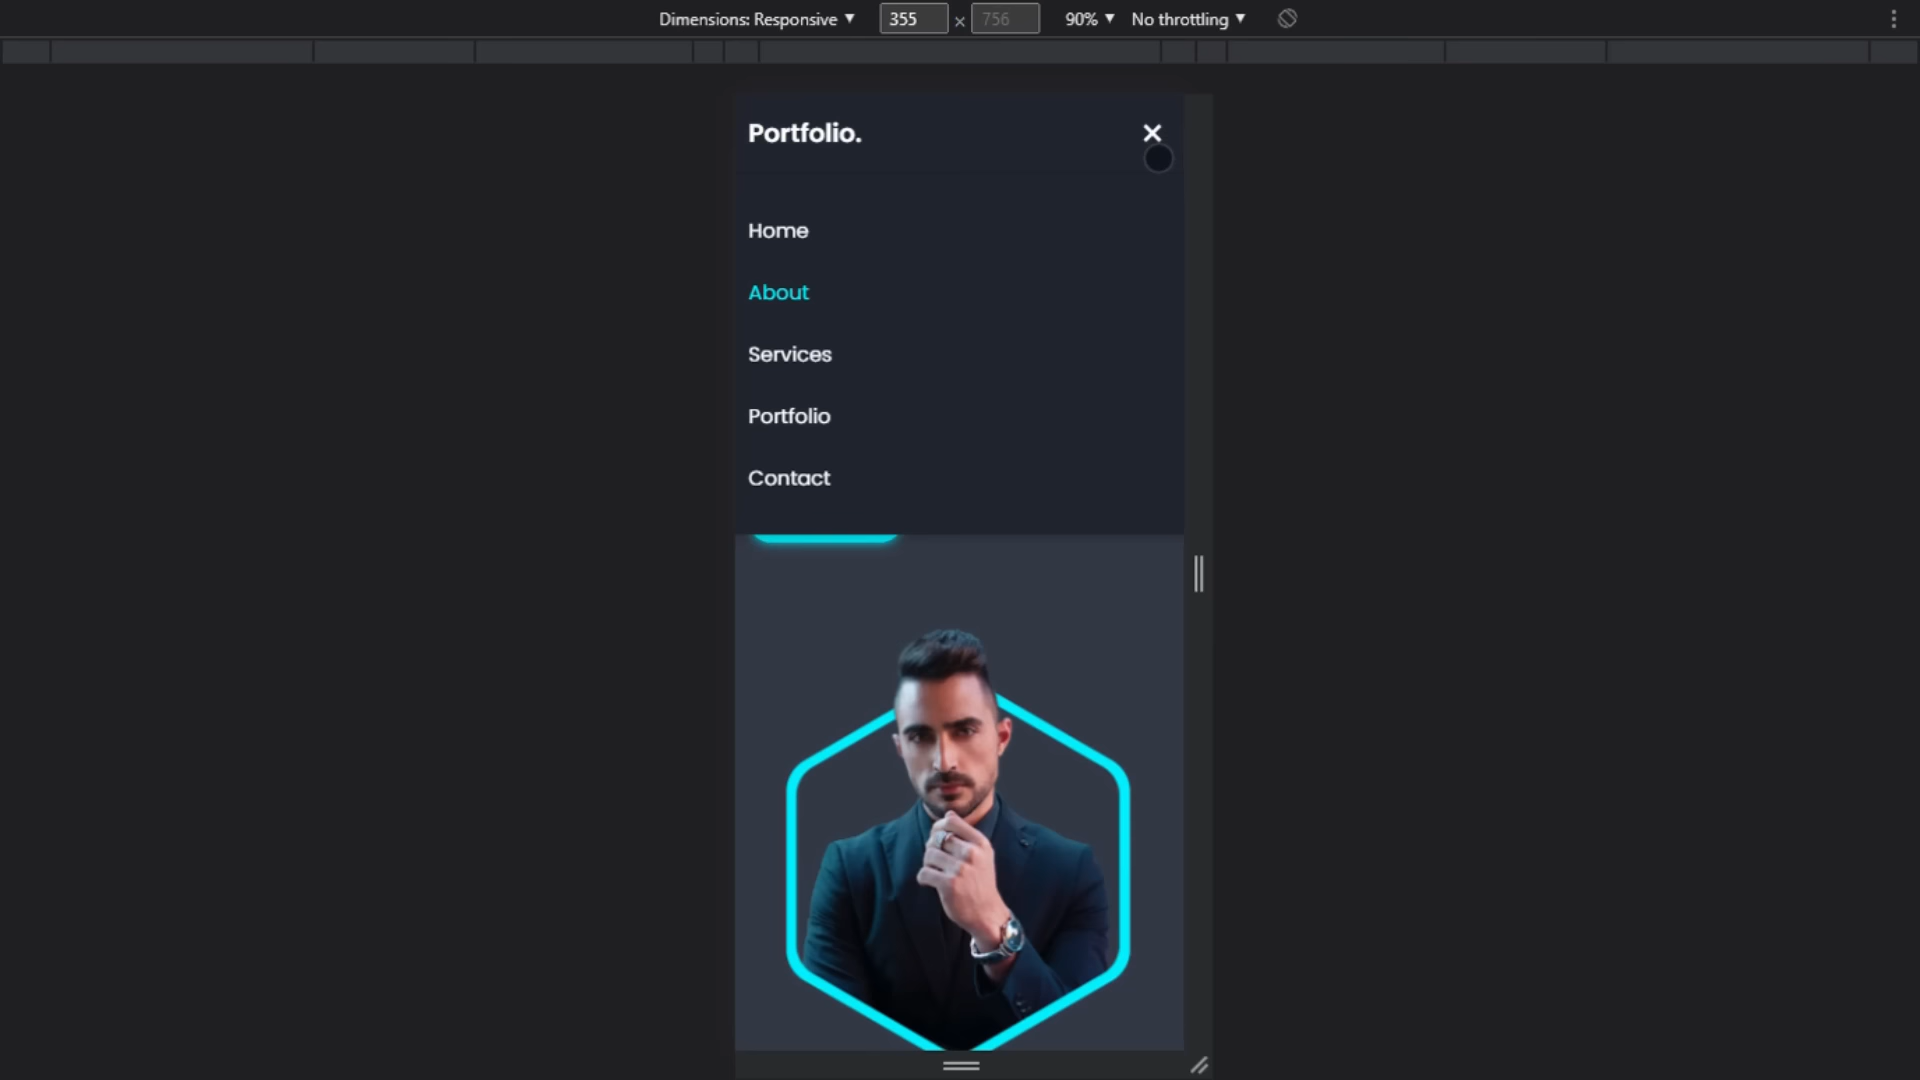 Dimensions: Responsive ▼ 355 × 756 90% ▼ No throttling ▼
Portfolio.
Home
About
Services
Portfolio
Contact